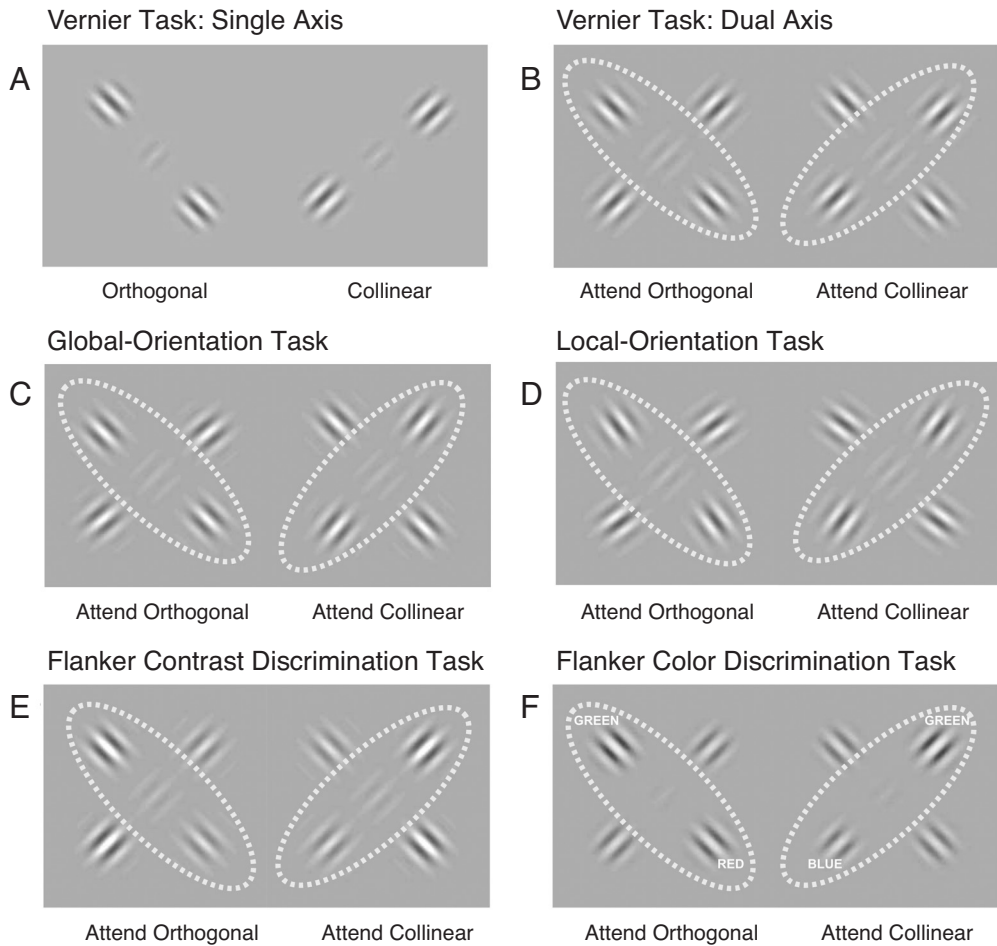 Vernier Task: Single Axis
Vernier Task: Dual Axis
A
B
Orthogonal
Collinear
Attend Orthogonal
Attend Collinear
Global-Orientation Task
Local-Orientation Task
C
D
Attend Orthogonal
Attend Collinear
Attend Orthogonal
Attend Collinear
Flanker Contrast Discrimination Task
Flanker Color Discrimination Task
E
F
GREEN
GREEN
RED
BLUE
Attend Orthogonal
Attend Collinear
Attend Orthogonal
Attend Collinear